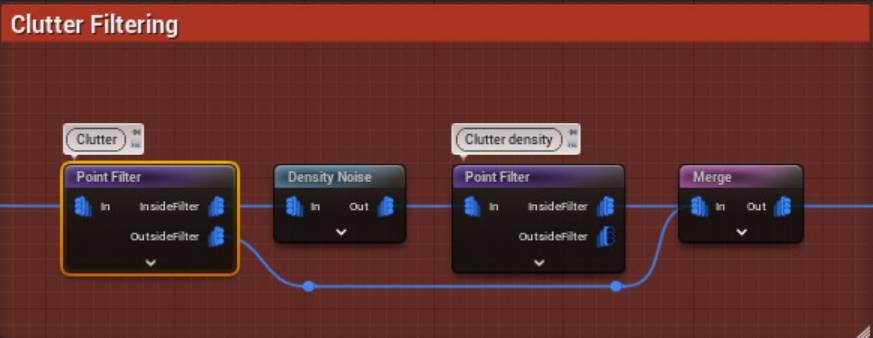 Clutter Filtering
Clutter
Clutter density
Point Filter
In
InsideFilter
OutsideFilter
Density Noise
In
Out
Point Filter
In
InsideFilter
OutsideFilter
Merge
In
Out